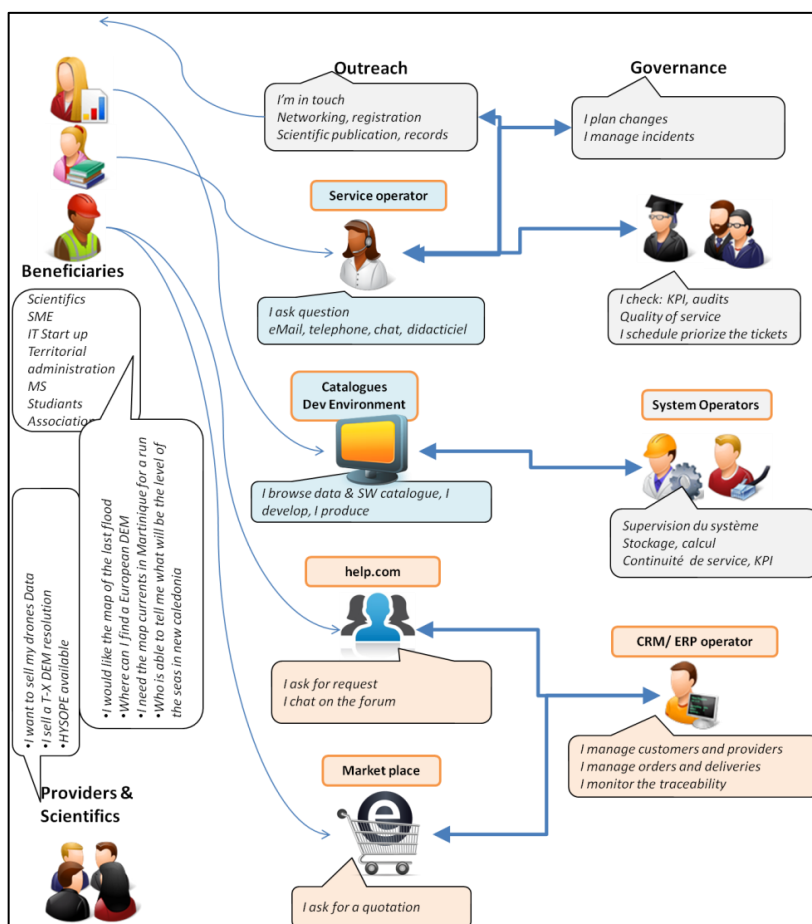 Outreach
I'm in touch
Networking, registration
Scientific publication, records
Governance
I plan changes
I manage incidents
Service operator
I ask question
eMail, telephone, chat, didacticiel
I check: KPI, audits
Quality of service
I schedule priorize the tickets
Beneficiaries
Scientifics
SME
IT Start up
Territorial
administration
MS
Studiants
Association
Catalogues
Dev Environment
I browse data & SW catalogue, I
develop, I produce
System Operators
Supervision du système
Stockage, calcul
Continuité de service, KPI
•I would like the map of the last flood
•Where can I find a European DEM
•I need the map currents in Martinique for a run
•Who is able to tell me what will be the level of
the seas in new caledonia
•I want to sell my drones Data
•I sell a T-X DEM resolution
•HYSOPE available
help.com
I ask for request
I chat on the forum
CRM/ ERP operator
I manage customers and providers
I manage orders and deliveries
I monitor the traceability
Market place
e
I ask for a quotation
Providers &
Scientifics